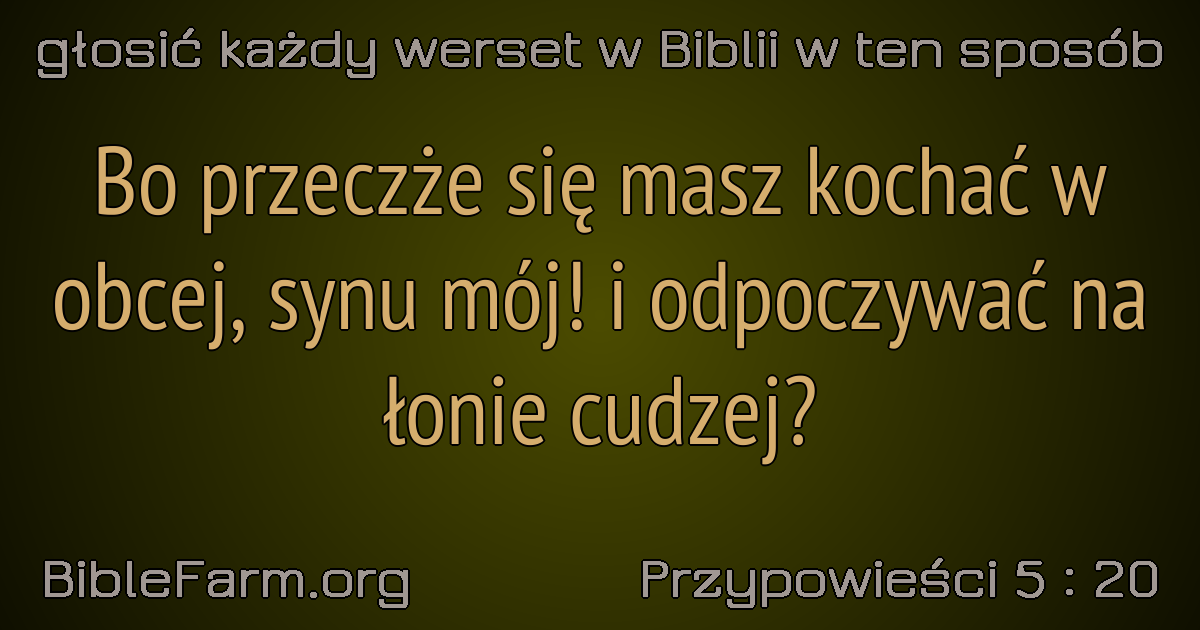 głosić każdy werset w Biblii w ten sposób
Bo przeczże się masz kochać w
obcej, synu mój! i odpoczywać na
łonie cudzej?
BibleFarm.org
Przypowieści 5 : 20